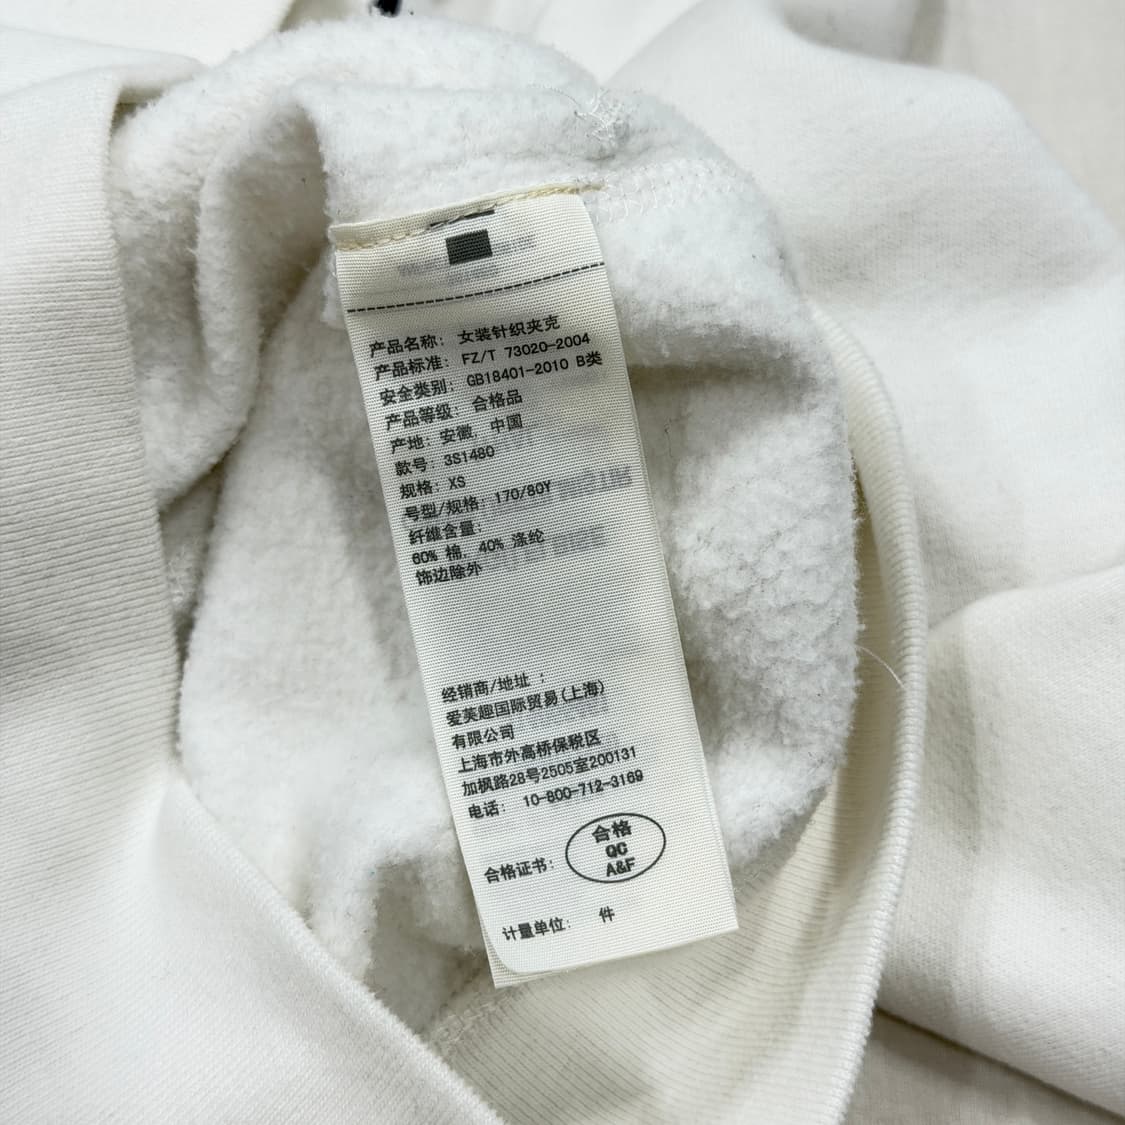 产品名称: 女装针织夹克
产品标准: FZ/T 73020-2004
安全类别: GB18401-2010 B类
产品等级: 合格品
产地: 安徽, 中国
款号: 3S1480
规格: XS
号型/规格: 170/80Y
纤维含量:
60% 棉, 40% 涤纶
饰边除外
经销商/地址 :
爱芙趣国际贸易(上海)
有限公司
上海市外高桥保税区
加枫路28号2505室200131
电话: 10-800-712-3169
合格
QC
合格证书:
A&F
计量单位: 件